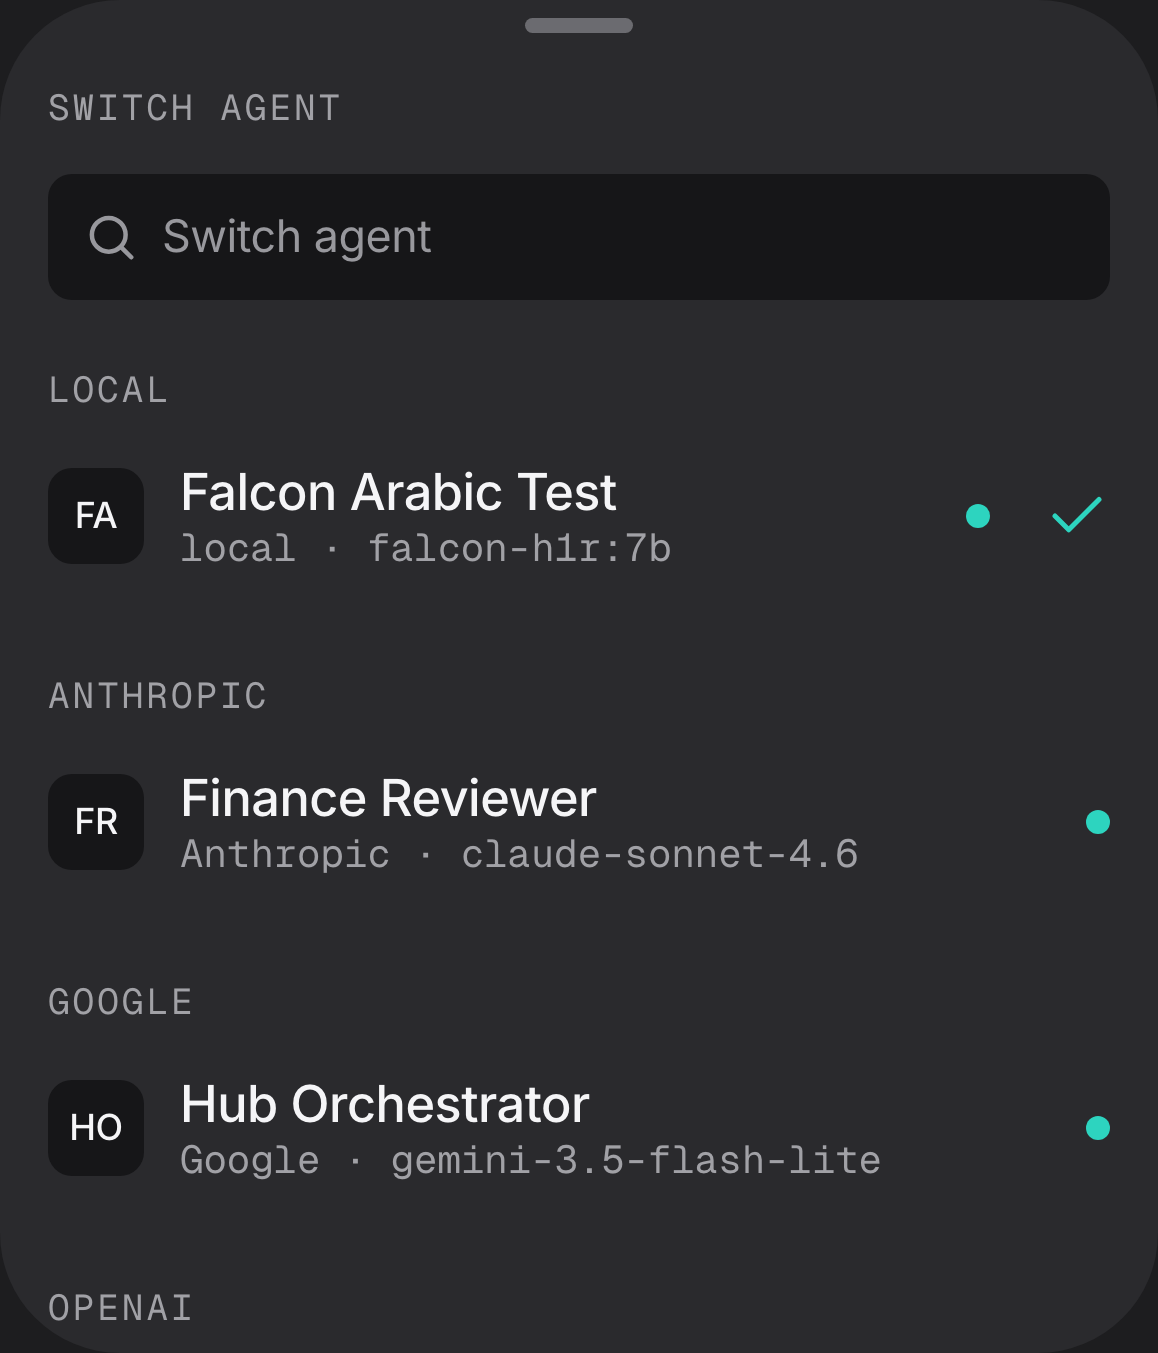 SWITCH AGENT
Switch agent
LOCAL
FA
Falcon Arabic Test
local · falcon-h1r:7b
ANTHROPIC
FR
Finance Reviewer
Anthropic · claude-sonnet-4.6
GOOGLE
HO
Hub Orchestrator
Google · gemini-3.5-flash-lite
OPENAI